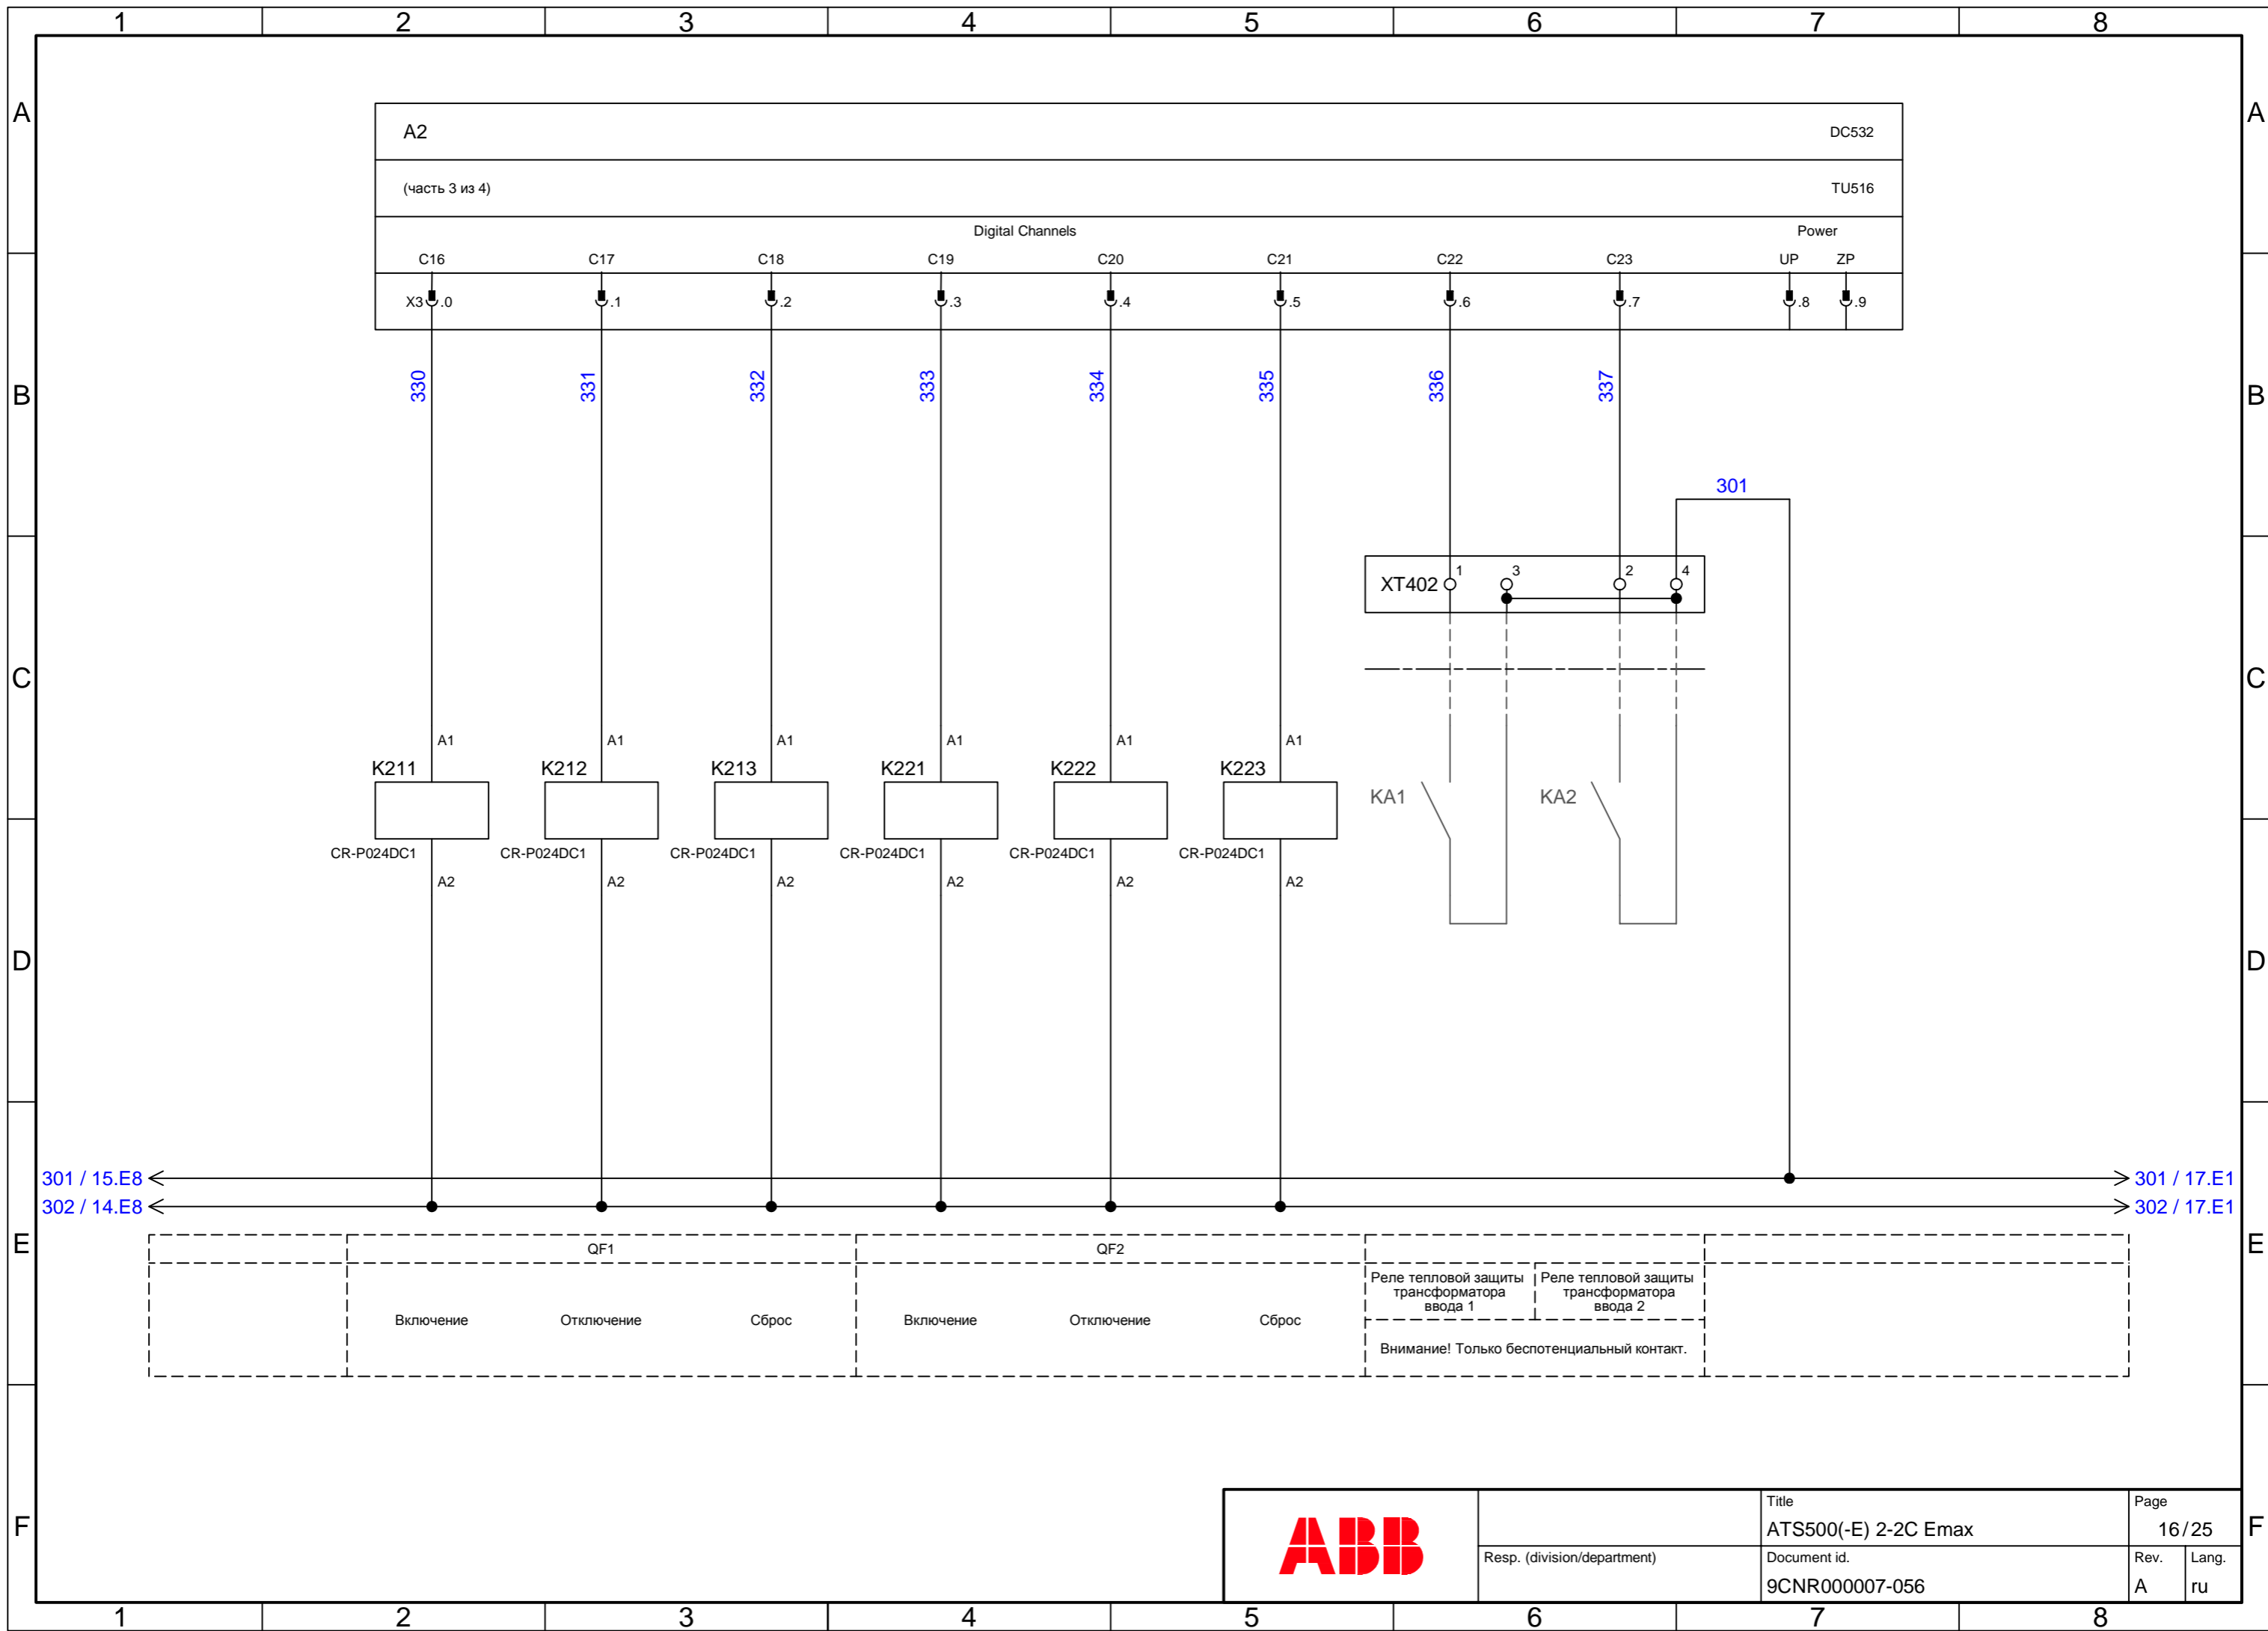 1 2 3 4 5 6 7 8
A A
A2 DC532
(часть 3 из 4) TU516
Digital Channels Power
C16 C17 C18 C19 C20 C21 C22 C23 UP ZP
X3 .0 .1 .2 .3 .4 .5 .6 .7 .8 .9
330 331 332 333 334 335 336 337
B B
301
XT402 1 3 2 4
C C
A1 A1 A1 A1 A1 A1
K211 K212 K213 K221 K222 K223
KA1 KA2
CR-P024DC1 CR-P024DC1 CR-P024DC1 CR-P024DC1 CR-P024DC1 CR-P024DC1
A2 A2 A2 A2 A2 A2
D D
301 / 15.E8 301 / 17.E1
302 / 14.E8 302 / 17.E1
E E
QF1 QF2
Реле тепловой защиты трансформатора ввода 1
Реле тепловой защиты трансформатора ввода 2
Включение Отключение Сброс Включение Отключение Сброс
Внимание! Только беспотенциальный контакт.
F F
ABB
Title
ATS500(-E) 2-2C Emax
Page
16/25
Resp. (division/department)
Document id.
9CNR000007-056
Rev.
A
Lang.
ru
1 2 3 4 5 6 7 8